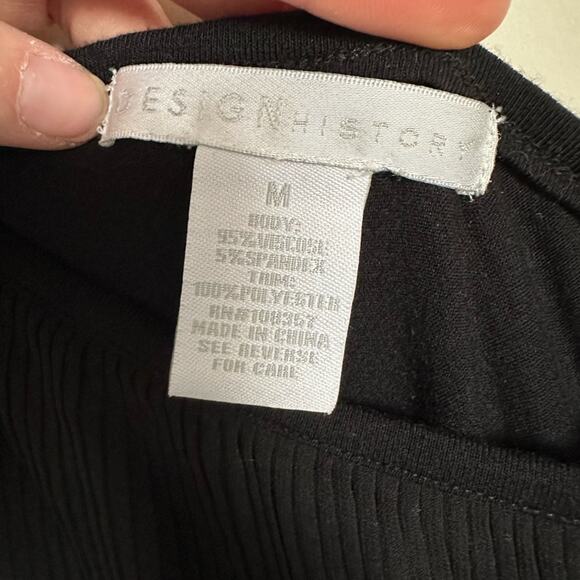 DESIGN HISTORY
M
BODY:
95%VISCOSE
5%SPANDEX
TRIM:
100%POLYESTER
RN#108357
MADE IN CHINA
SEE REVERSE
FOR CARE